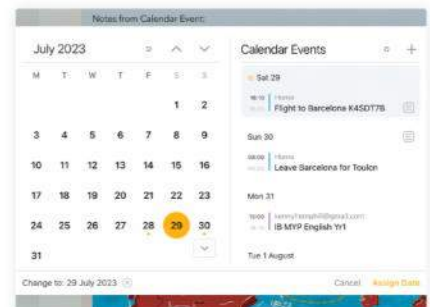 Notes from Calendar Event:
July 2023
M T W T F S S
1 2
3 4 5 6 7 8 9
10 11 12 13 14 15 16
17 18 19 20 21 22 23
24 25 26 27 28 29 30
31
Change to: 29 July 2023
Calendar Events
Sat 29
Home
Flight to Barcelona K4SDT7B
Sun 30
08:00 Home
Leave Barcelona for Toulon
Mon 31
IB MYP English Yr1
Tue 1 August
Cancel Assign Date